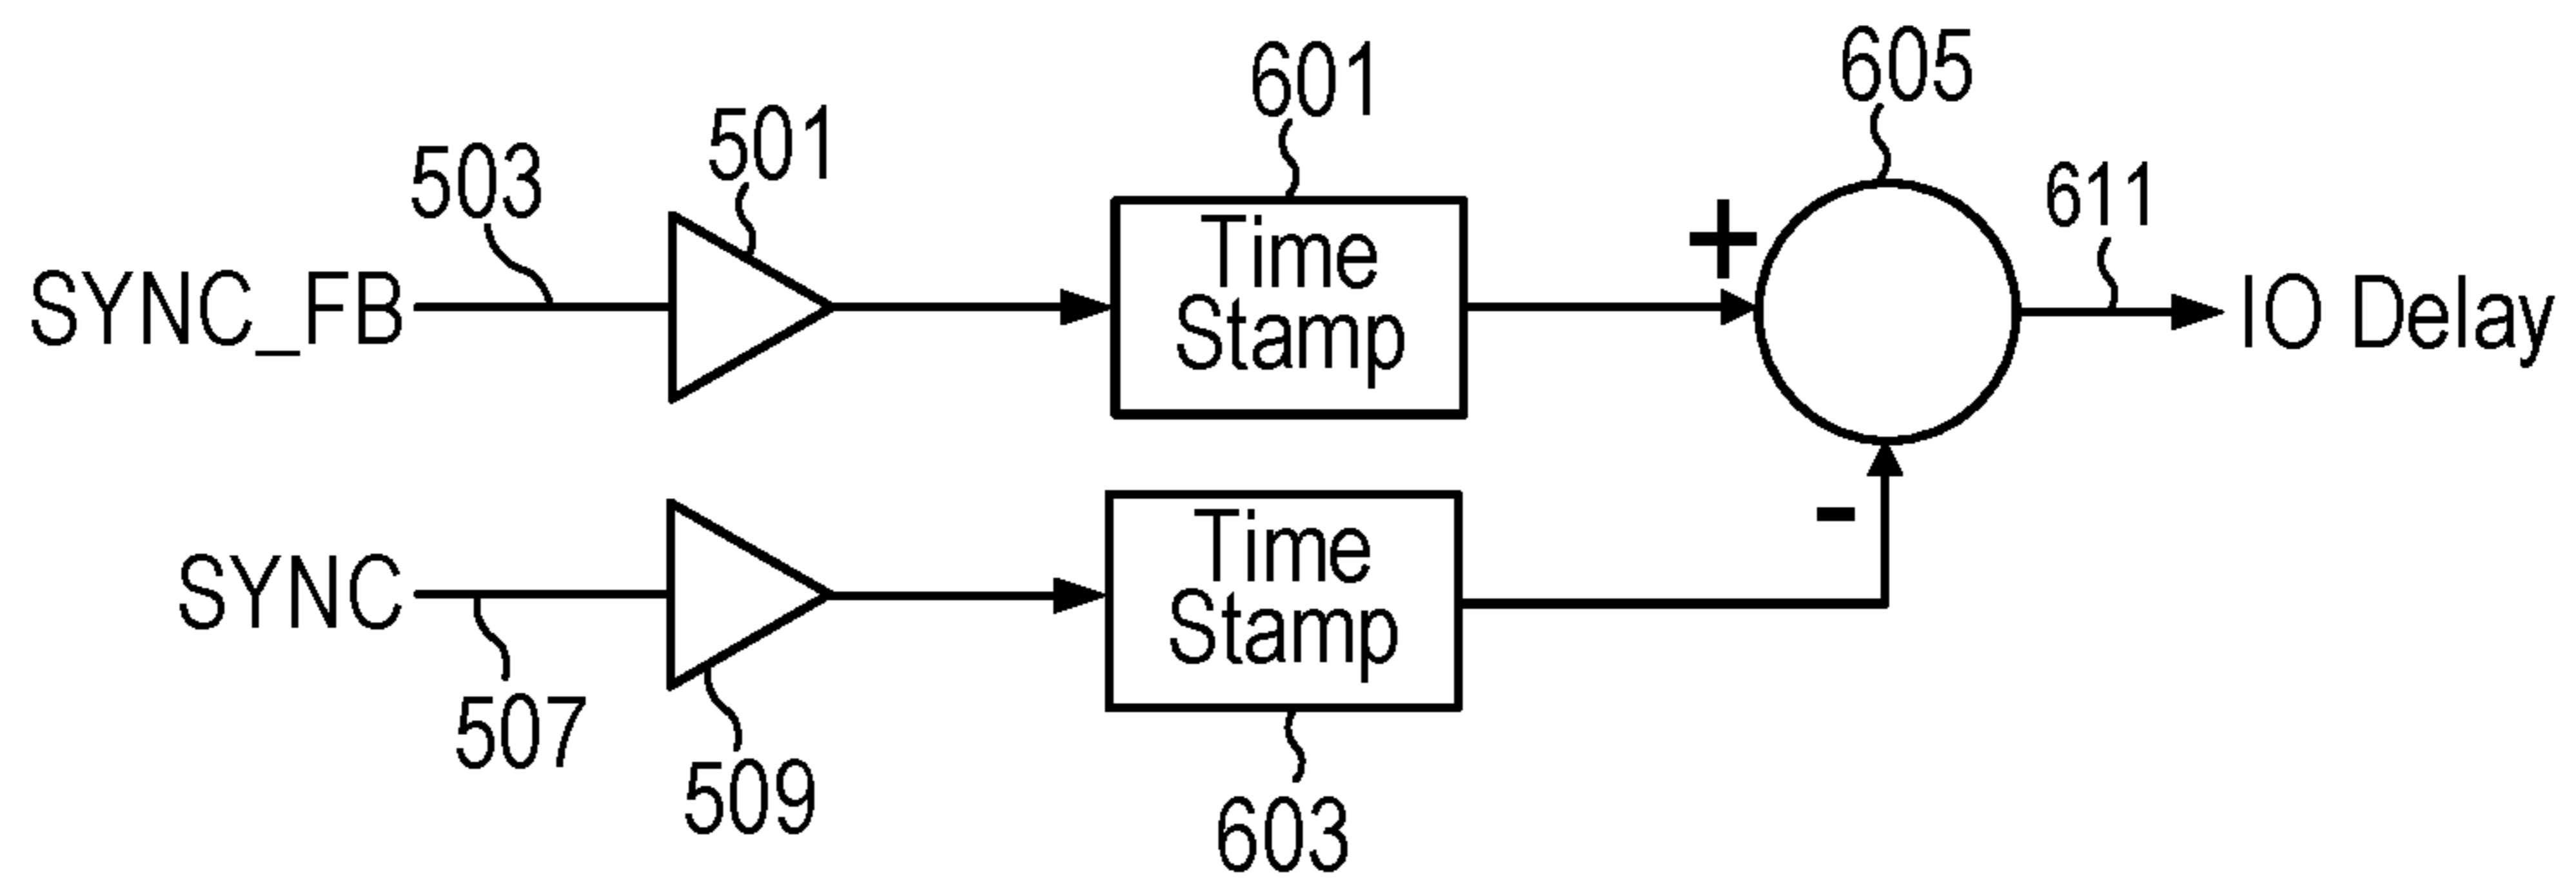 601
605
501
503
611
Time
Stamp
+
SYNC_FB
IO Delay
-
Time
Stamp
SYNC
507
509
603